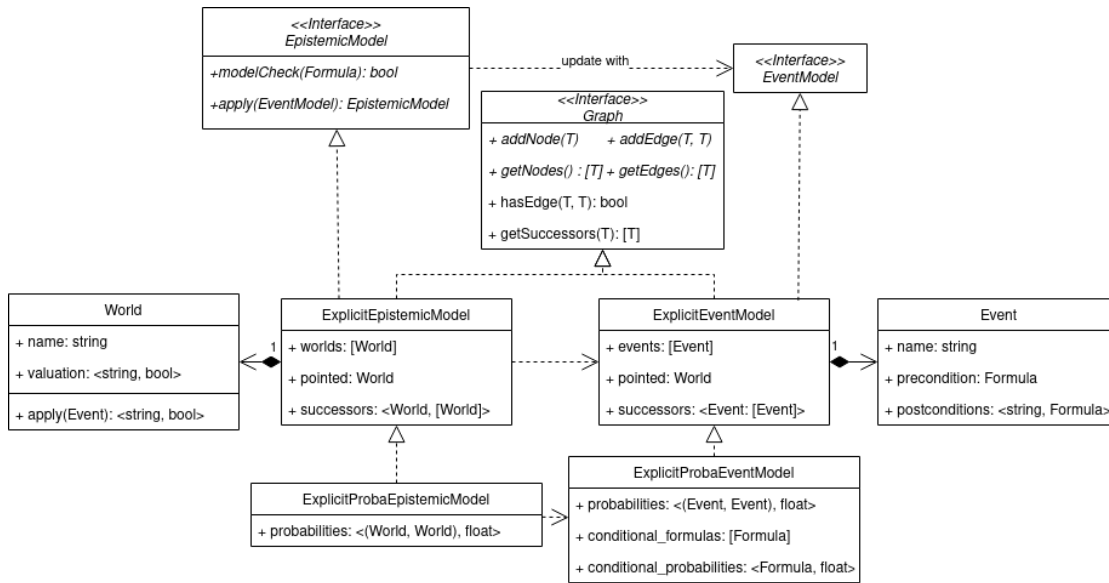 <<Interface>>
EpistemicModel
+modelCheck(Formula): bool
+apply(EventModel): EpistemicModel
update with
<<Interface>>
EventModel
<<Interface>>
Graph
+ addNode(T) + addEdge(T, T)
+ getNodes() : [T] + getEdges(): [T]
+ hasEdge(T, T): bool
+ getSuccessors(T): [T]
World
+ name: string
+ valuation: <string, bool>
+ apply(Event): <string, bool>
1
ExplicitEpistemicModel
+ worlds: [World]
+ pointed: World
+ successors: <World, [World]>
ExplicitEventModel
+ events: [Event]
+ pointed: World
+ successors: <Event: [Event]>
1
Event
+ name: string
+ precondition: Formula
+ postconditions: <string, Formula>
ExplicitProbaEpistemicModel
+ probabilities: <(World, World), float>
ExplicitProbaEventModel
+ probabilities: <(Event, Event), float>
+ conditional_formulas: [Formula]
+ conditional_probabilities: <Formula, float>